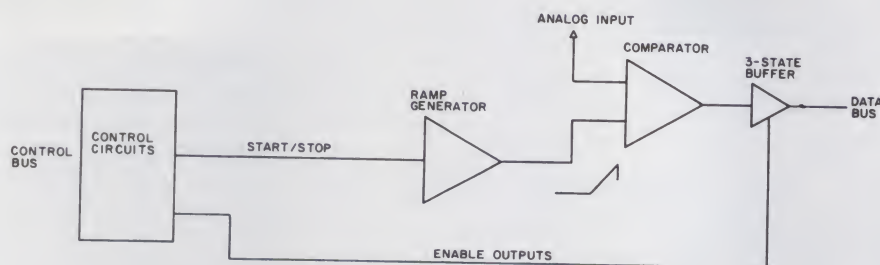 ANALOG INPUT
COMPARATOR
3-STATE
BUFFER
RAMP
GENERATOR
DATA
BUS
CONTROL
BUS
CONTROL
CIRCUITS
START/STOP
ENABLE OUTPUTS